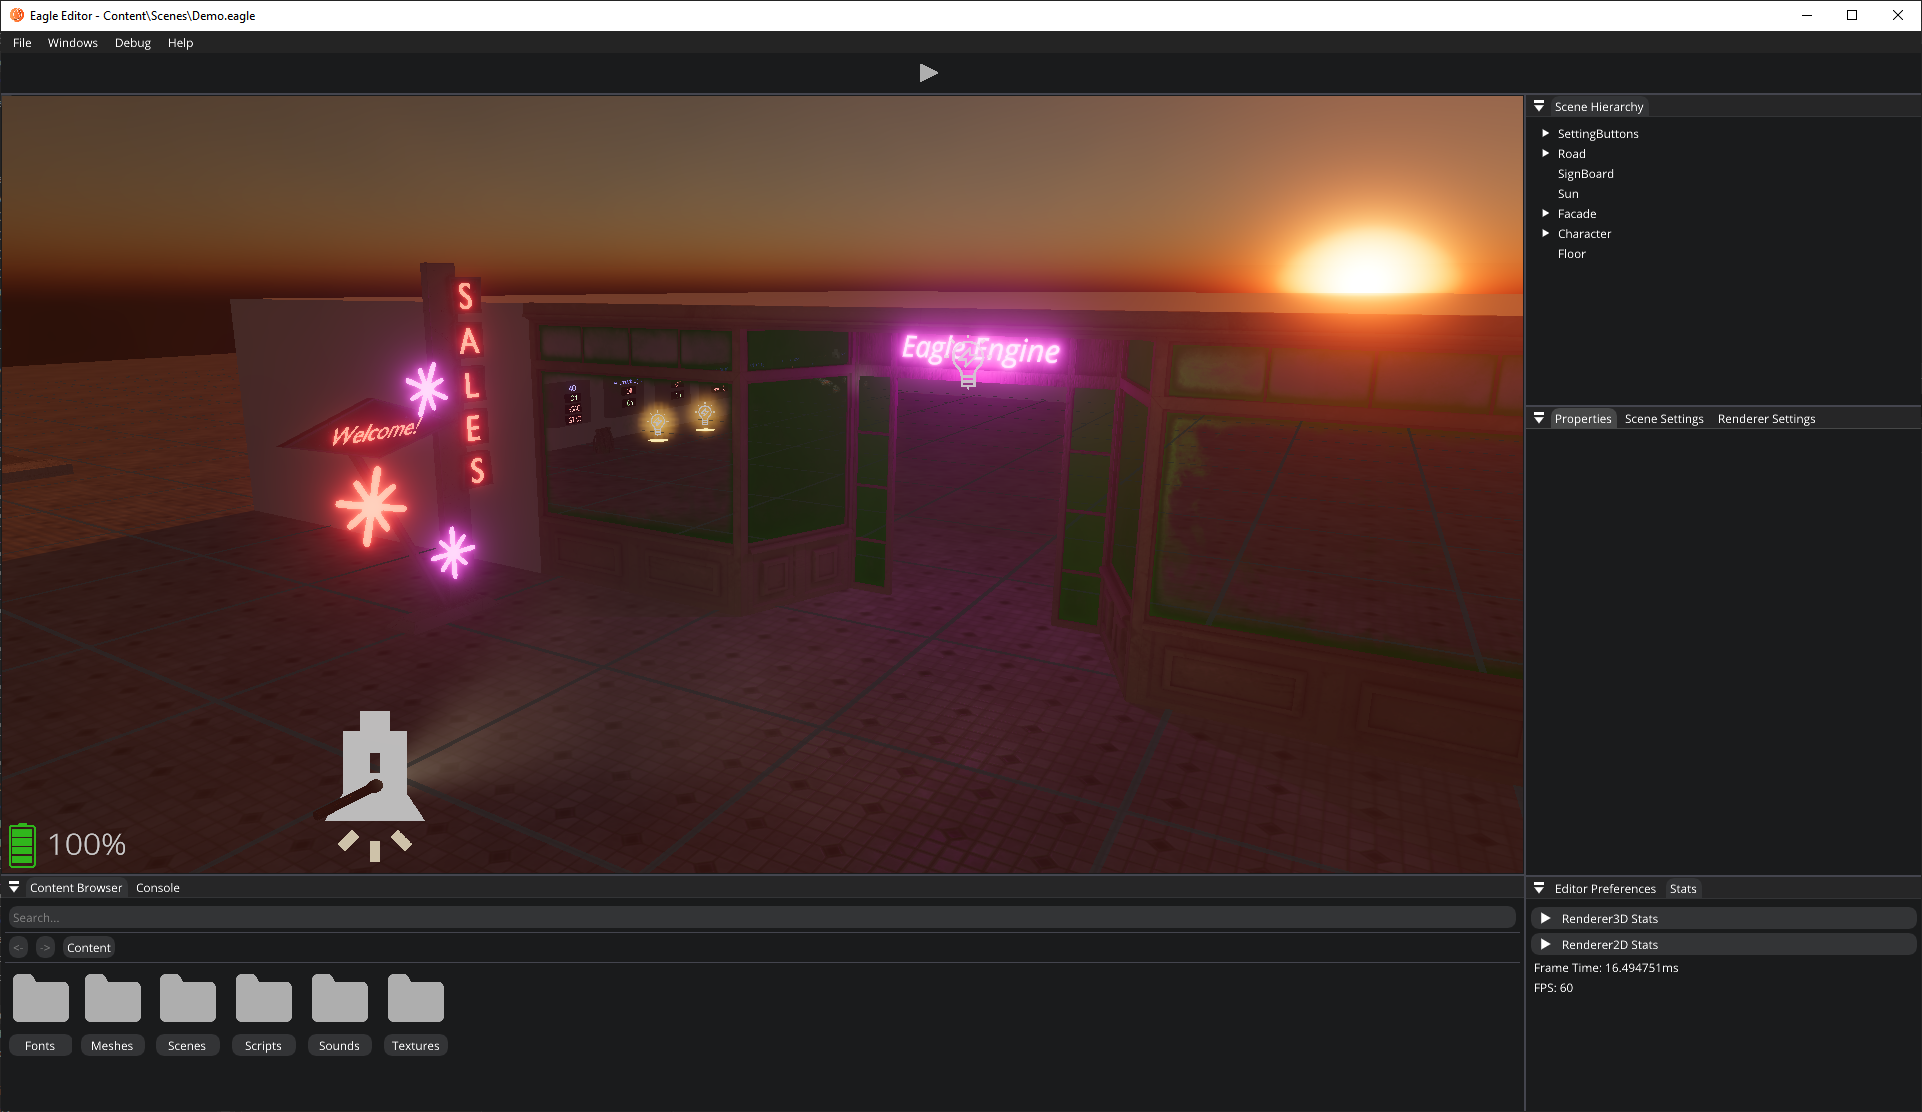 Eagle Editor - Content\Scenes\Demo.eagle
File Windows Debug Help
SALES
Welcome!
Eagle Engine
100%
Scene Hierarchy
SettingButtons
Road
SignBoard
Sun
Facade
Character
Floor
Properties Scene Settings Renderer Settings
Content Browser Console
Search...
<- -> Content
Fonts Meshes Scenes Scripts Sounds Textures
Editor Preferences Stats
Renderer3D Stats
Renderer2D Stats
Frame Time: 16.494751ms
FPS: 60